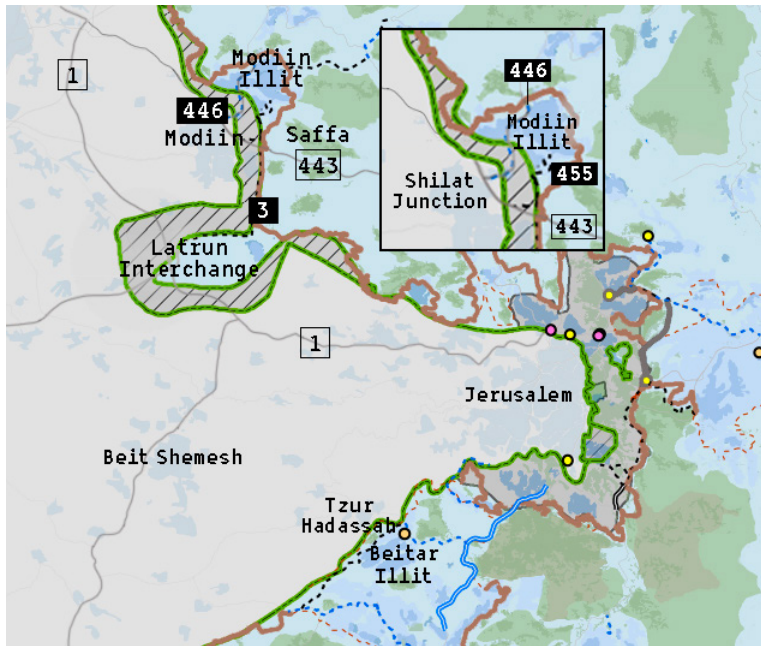 1
Modiin
Illit
446
Modiin
Saffa
443
3
Latrun
Interchange
446
Modiin
Illit
455
Shilat
Junction
443
1
Jerusalem
Beit Shemesh
Tzur
Hadassah
Beitar
Illit